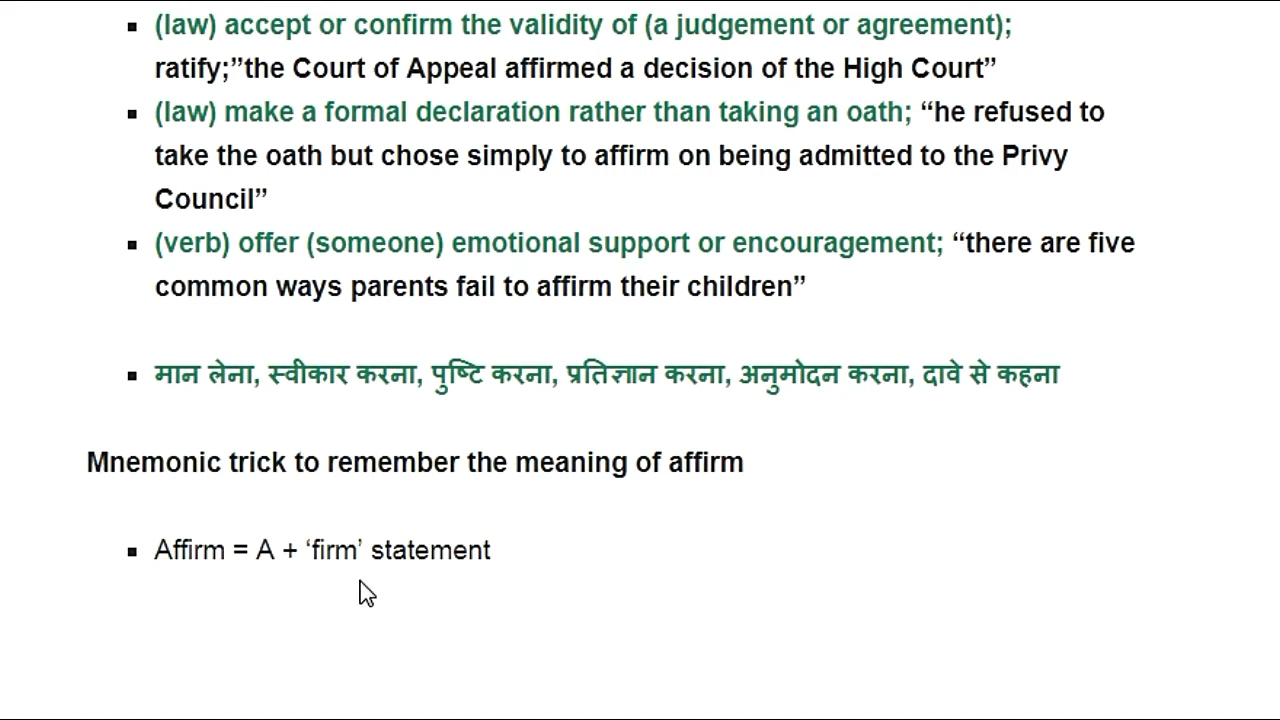 ▪ (law) accept or confirm the validity of (a judgement or agreement);
ratify;”the Court of Appeal affirmed a decision of the High Court”
▪ (law) make a formal declaration rather than taking an oath; “he refused to
take the oath but chose simply to affirm on being admitted to the Privy
Council”
▪ (verb) offer (someone) emotional support or encouragement; “there are five
common ways parents fail to affirm their children”
▪ मान लेना, स्वीकार करना, पुष्टि करना, प्रतिज्ञान करना, अनुमोदन करना, दावे से कहना
Mnemonic trick to remember the meaning of affirm
▪ Affirm = A + ‘firm’ statement